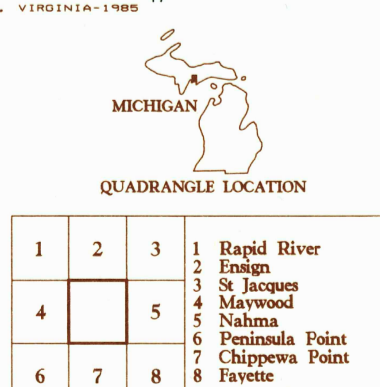 VIRGINIA-1985
MICHIGAN
QUADRANGLE LOCATION
1 2 3
4 5
6 7 8
1 Rapid River
2 Ensign
3 St Jacques
4 Maywood
5 Nahma
6 Peninsula Point
7 Chippewa Point
8 Fayette